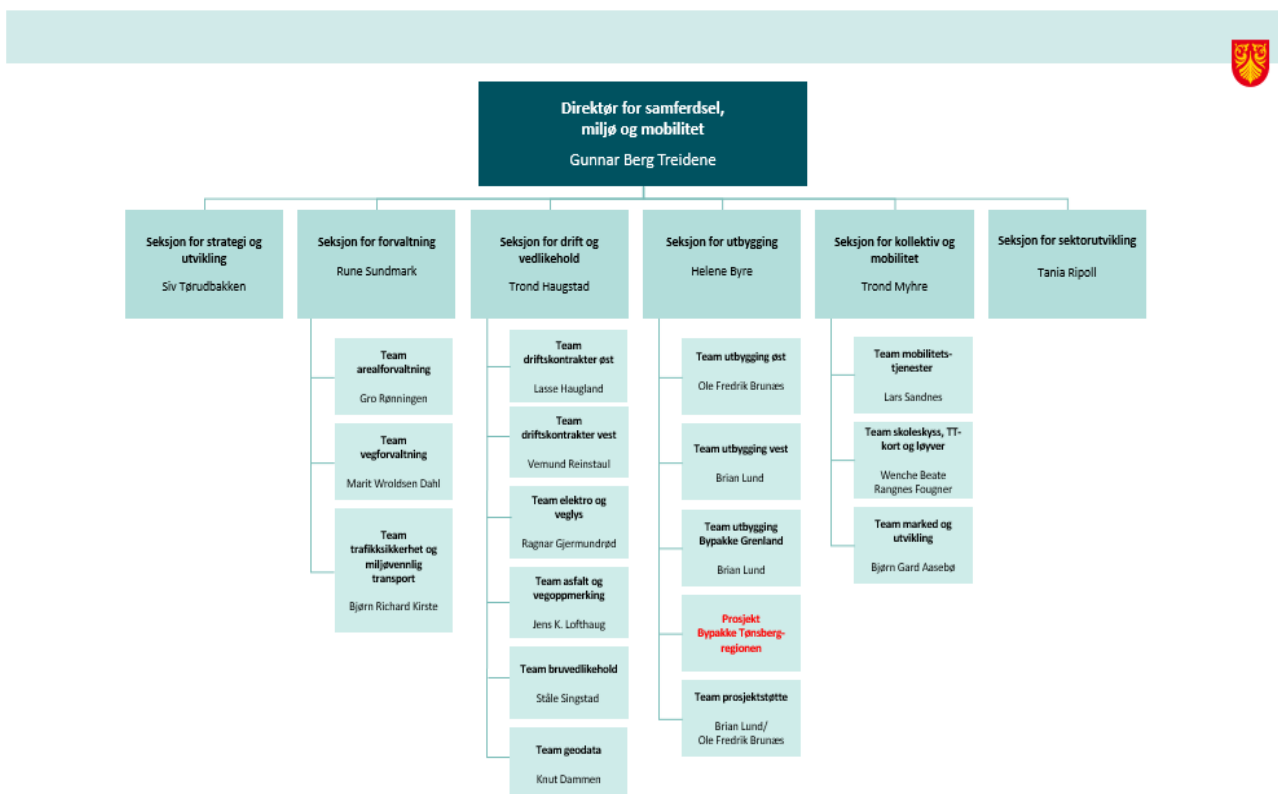 Direktør for samferdsel,
miljø og mobilitet
Gunnar Berg Treidene
Seksjon for strategi og
utvikling
Siv Tørudbakken
Seksjon for forvaltning
Rune Sundmark
Team
arealforvaltning
Gro Rønningen
Team
vegforvaltning
Marit Wroldsen Dahl
Team
trafikksikkerhet og
miljøvennlig
transport
Bjørn Richard Kirste
Seksjon for drift og
vedlikehold
Trond Haugstad
Team
driftskontrakter øst
Lasse Haugland
Team
driftskontrakter vest
Vemund Reinstaul
Team elektro og
veglys
Ragnar Gjermundrød
Team asfalt og
vegoppmerking
Jens K. Lofthaug
Team bruvedlikehold
Ståle Singstad
Team geodata
Knut Dammen
Seksjon for utbygging
Helene Byre
Team utbygging øst
Ole Fredrik Brunæs
Team utbygging vest
Brian Lund
Team utbygging
Bypakke Grenland
Brian Lund
Prosjekt
Bypakke Tønsberg-
regionen
Team prosjektstøtte
Brian Lund/
Ole Fredrik Brunæs
Seksjon for kollektiv og
mobilitet
Trond Myhre
Team mobilitets-
tjenester
Lars Sandnes
Team skoleskyss, TT-
kort og løyver
Wenche Beate
Rangnes Fougner
Team marked og
utvikling
Bjørn Gard Aasebø
Seksjon for sektorutvikling
Tania Ripoll